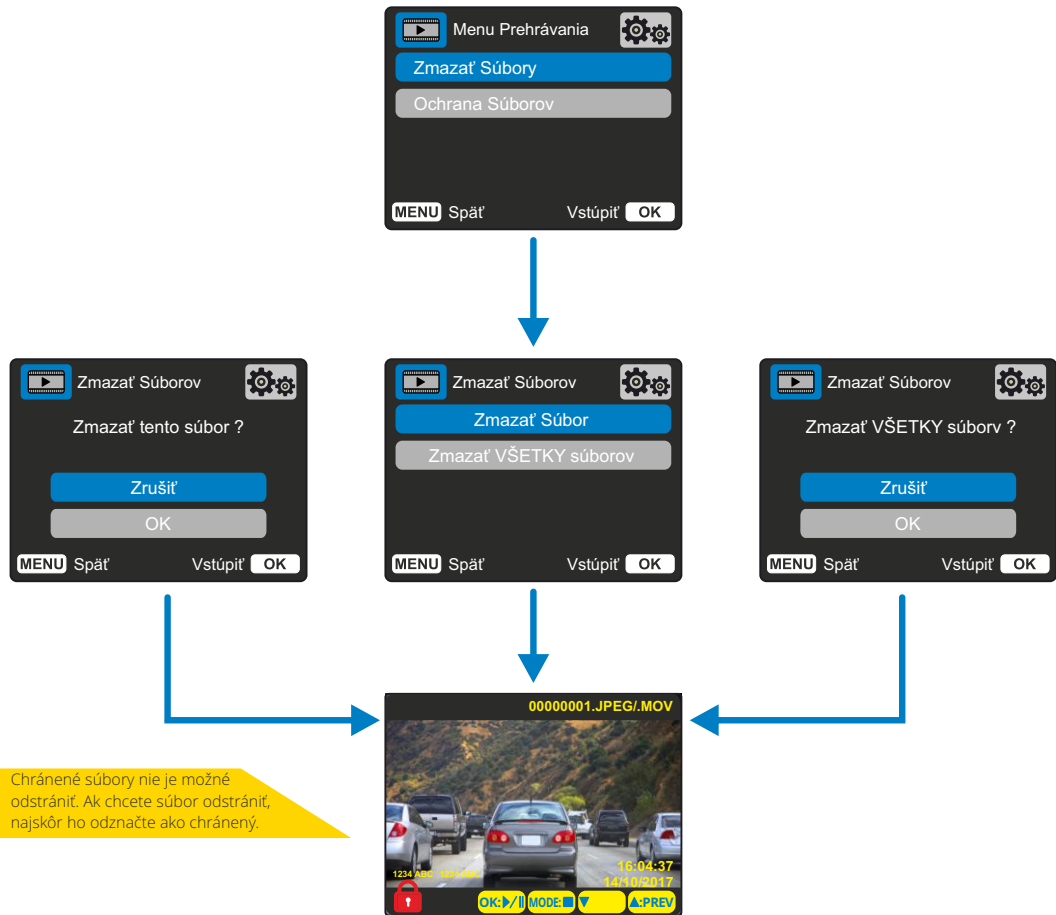 Menu Prehrávania
Zmazať Súbory
Ochrana Súborov
MENU Späť Vstúpiť OK
Zmazať Súborov
Zmazať tento súbor ?
Zrušiť
OK
MENU Späť Vstúpiť OK
Zmazať Súborov
Zmazať Súbor
Zmazať VŠETKY súborov
MENU Späť Vstúpiť OK
Zmazať Súborov
Zmazať VŠETKY súborv ?
Zrušiť
OK
MENU Späť Vstúpiť OK
00000001.JPEG/.MOV
Chránené súbory nie je možné
odstrániť. Ak chcete súbor odstrániť,
najskôr ho odznačte ako chránený.
1234 ABC
16:04:37
14/10/2017
OK: MODE: :PREV